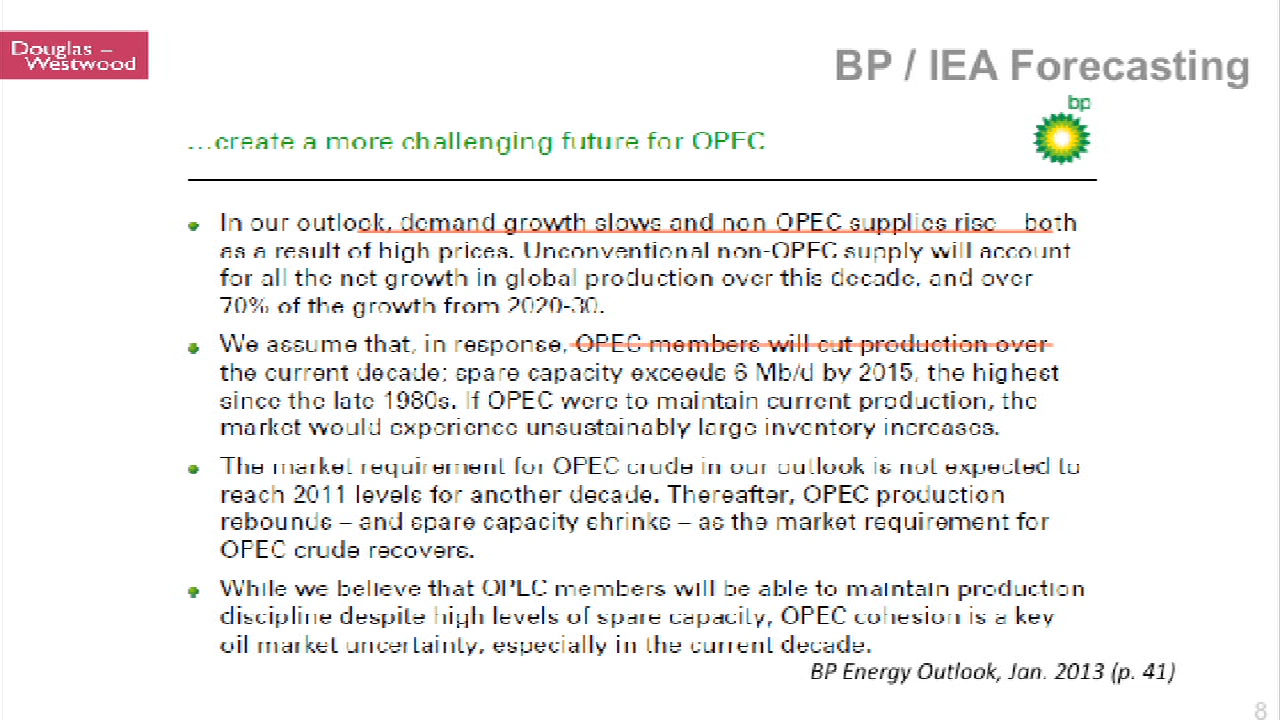 Douglas –
Westwood
BP / IEA Forecasting
bp
...create a more challenging future for OPEC
In our outlook, demand growth slows and non-OPEC supplies rise – both
as a result of high prices. Unconventional non-OPEC supply will account
for all the net growth in global production over this decade, and over
70% of the growth from 2020-30.
We assume that, in response, OPEC members will cut production over
the current decade; spare capacity exceeds 6 Mb/d by 2015, the highest
since the late 1980s. If OPEC were to maintain current production, the
market would experience unsustainably large inventory increases.
The market requirement for OPEC crude in our outlook is not expected to
reach 2011 levels for another decade. Thereafter, OPEC production
rebounds – and spare capacity shrinks – as the market requirement for
OPEC crude recovers.
While we believe that OPEC members will be able to maintain production
discipline despite high levels of spare capacity, OPEC cohesion is a key
oil market uncertainty, especially in the current decade.
BP Energy Outlook, Jan. 2013 (p. 41)
8